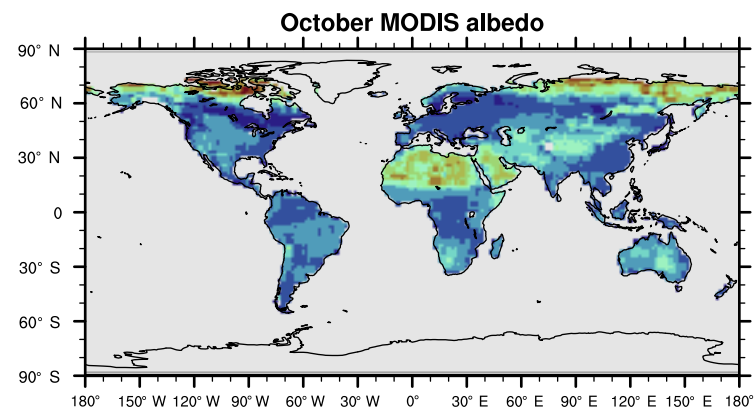 October MODIS albedo
90° N
60° N
30° N
0
30° S
60° S
90° S
180° 150° W 120° W 90° W 60° W 30° W 0° 30° E 60° E 90° E 120° E 150° E 180°